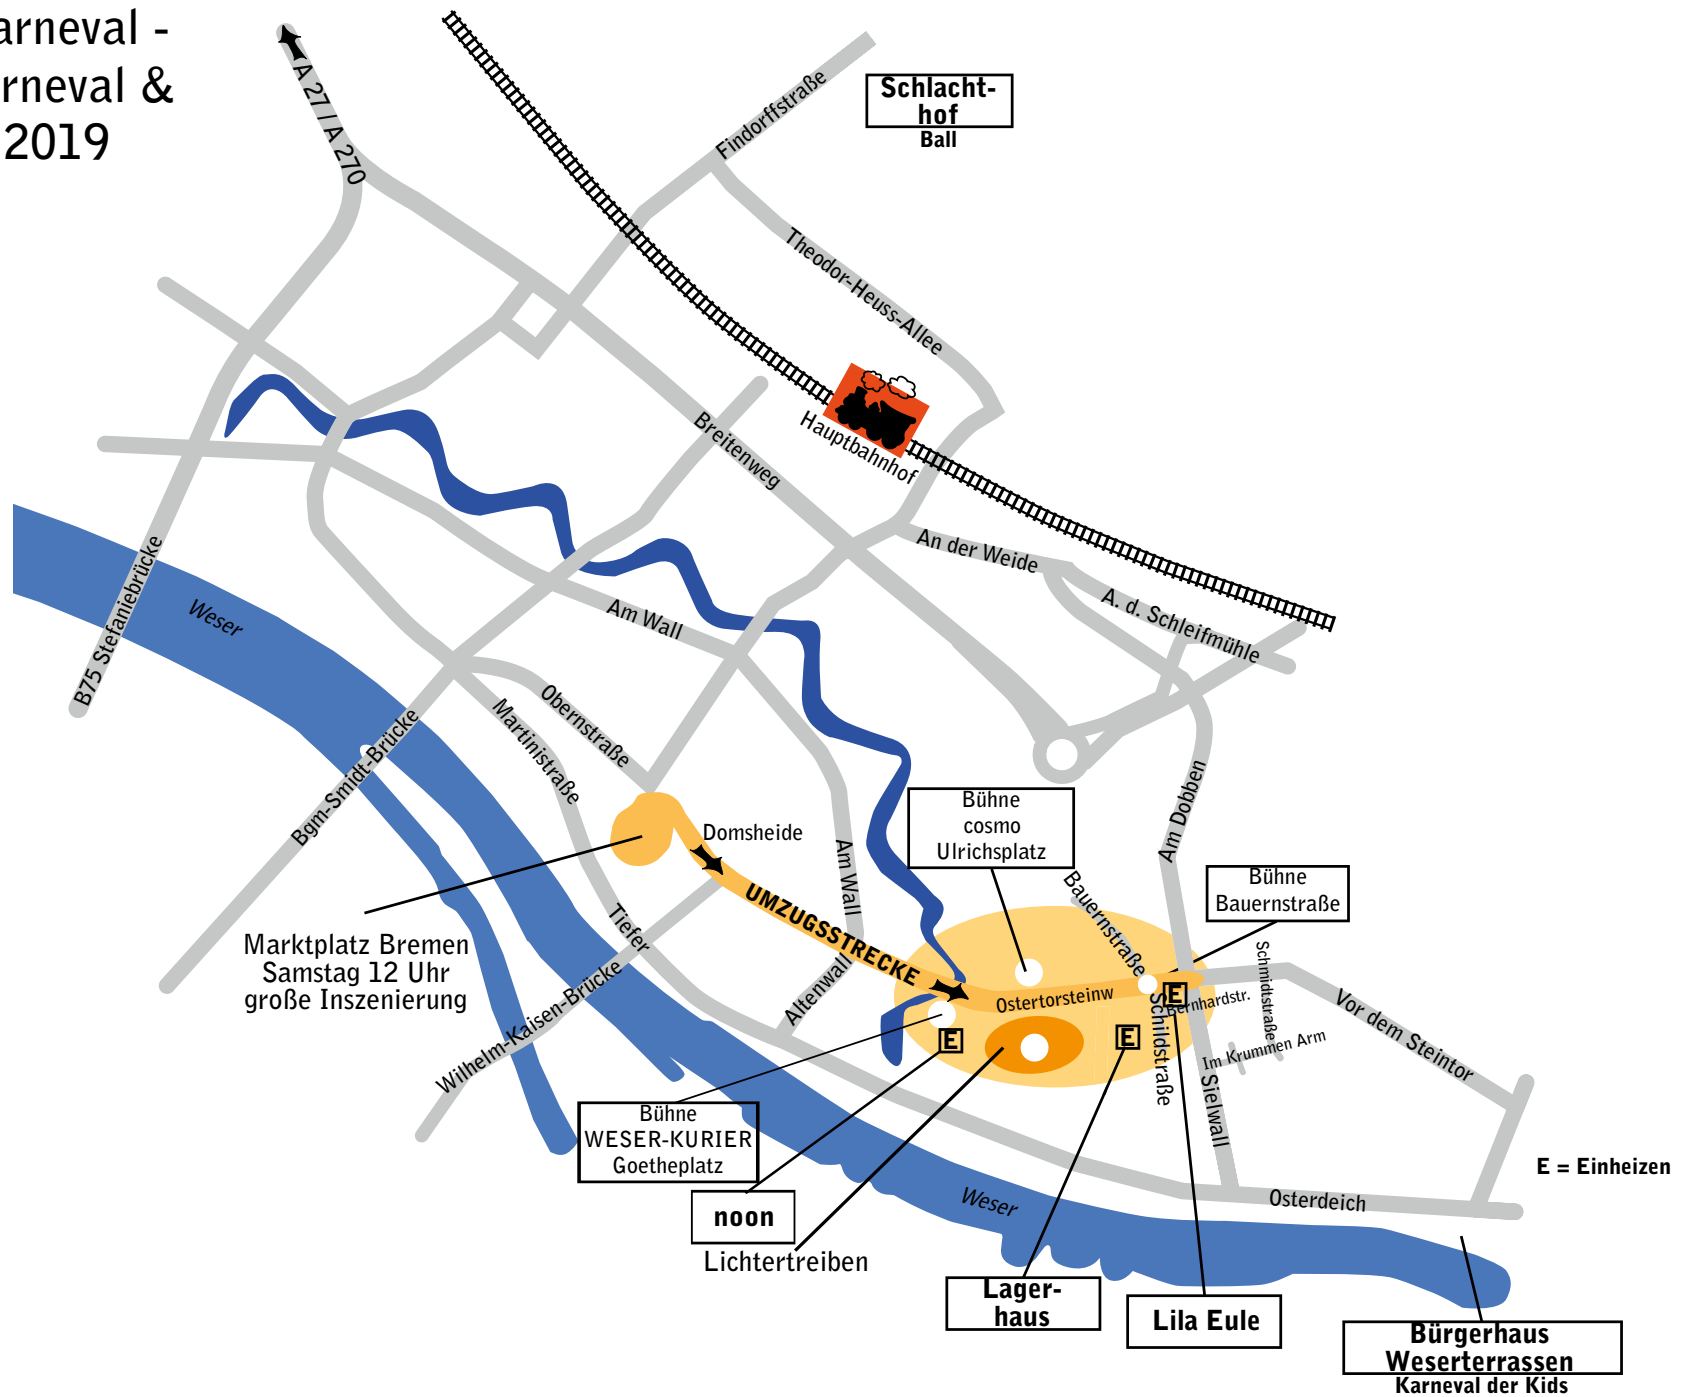 arneval -
rneval &
2019
A 27 / A 270
Findorffstraße
Schlacht-
hof
Ball
Theodor-Heuss-Allee
Hauptbahnhof
Breitenweg
An der Weide
A. d. Schleifmühle
B75 Stefaniebrücke
Weser
Am Wall
Obernstraße
Martinistraße
Bgm-Smidt-Brücke
Am Dobben
Domsheide
Bühne
cosmo
Ulrichsplatz
Am Wall
Bauernstraße
Bühne
Bauernstraße
UMZUGSSTRECKE
Marktplatz Bremen
Samstag 12 Uhr
große Inszenierung
Tiefer
Wilhelm-Kaisen-Brücke
Altenwall
Ostertorsteinw
Schildstraße
Bernhardstr.
Schmidtstraße
Im Krummen Arm
Vor dem Steintor
Sielwall
E
E
E
Bühne
WESER-KURIER
Goetheplatz
noon
Lichtertreiben
Weser
Osterdeich
E = Einheizen
Lager-
haus
Lila Eule
Bürgerhaus
Weserterrassen
Karneval der Kids